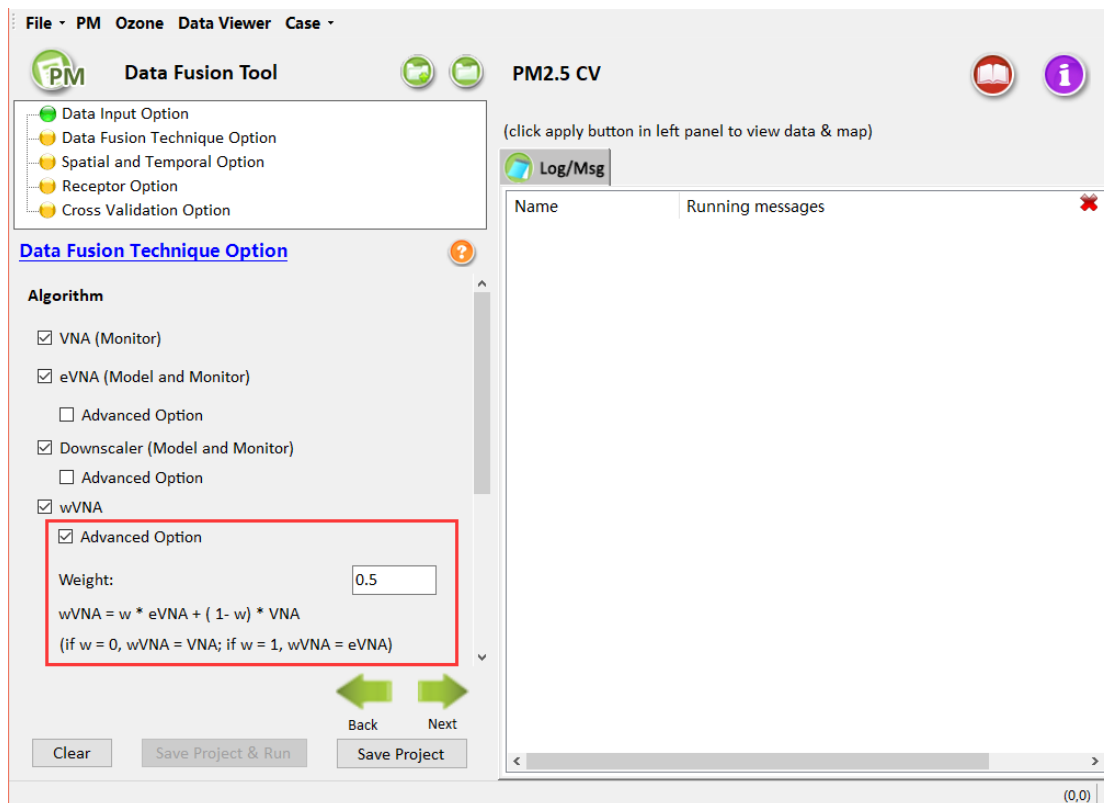 File PM Ozone Data Viewer Case
PM Data Fusion Tool
PM2.5 CV
Data Input Option
Data Fusion Technique Option
Spatial and Temporal Option
Receptor Option
Cross Validation Option
(click apply button in left panel to view data & map)
Log/Msg
Name Running messages
Data Fusion Technique Option ?
Algorithm
VNA (Monitor)
eVNA (Model and Monitor)
Advanced Option
Downscaler (Model and Monitor)
Advanced Option
wVNA
Advanced Option
Weight: 0.5
wVNA = w * eVNA + ( 1- w) * VNA
(if w = 0, wVNA = VNA; if w = 1, wVNA = eVNA)
Back Next
Clear Save Project & Run Save Project
(0,0)